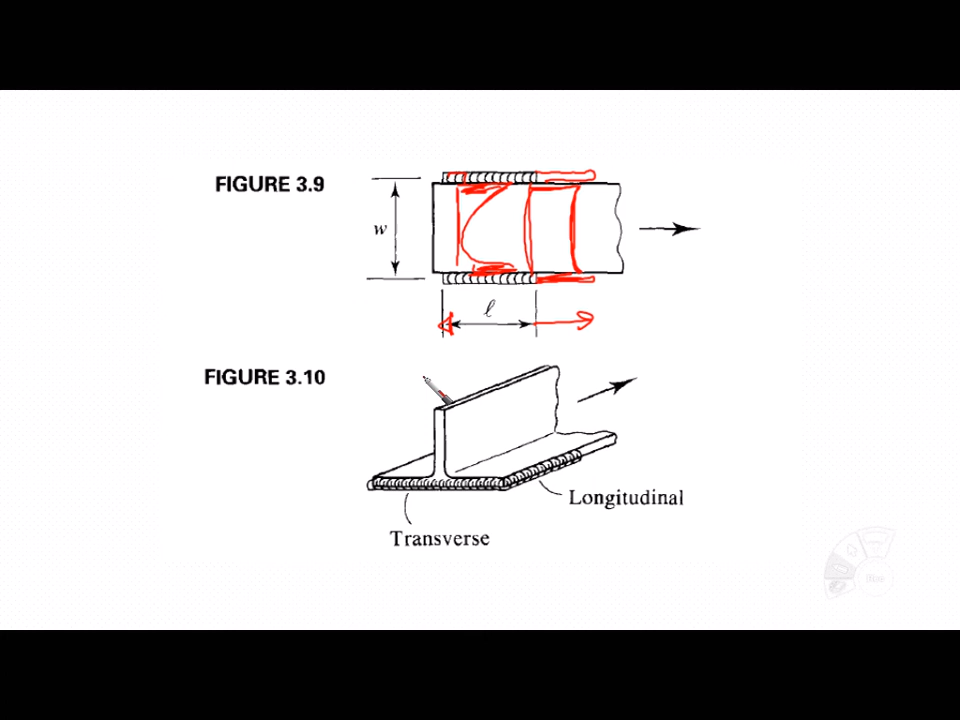 FIGURE 3.9
w
ℓ
FIGURE 3.10
Longitudinal
Transverse